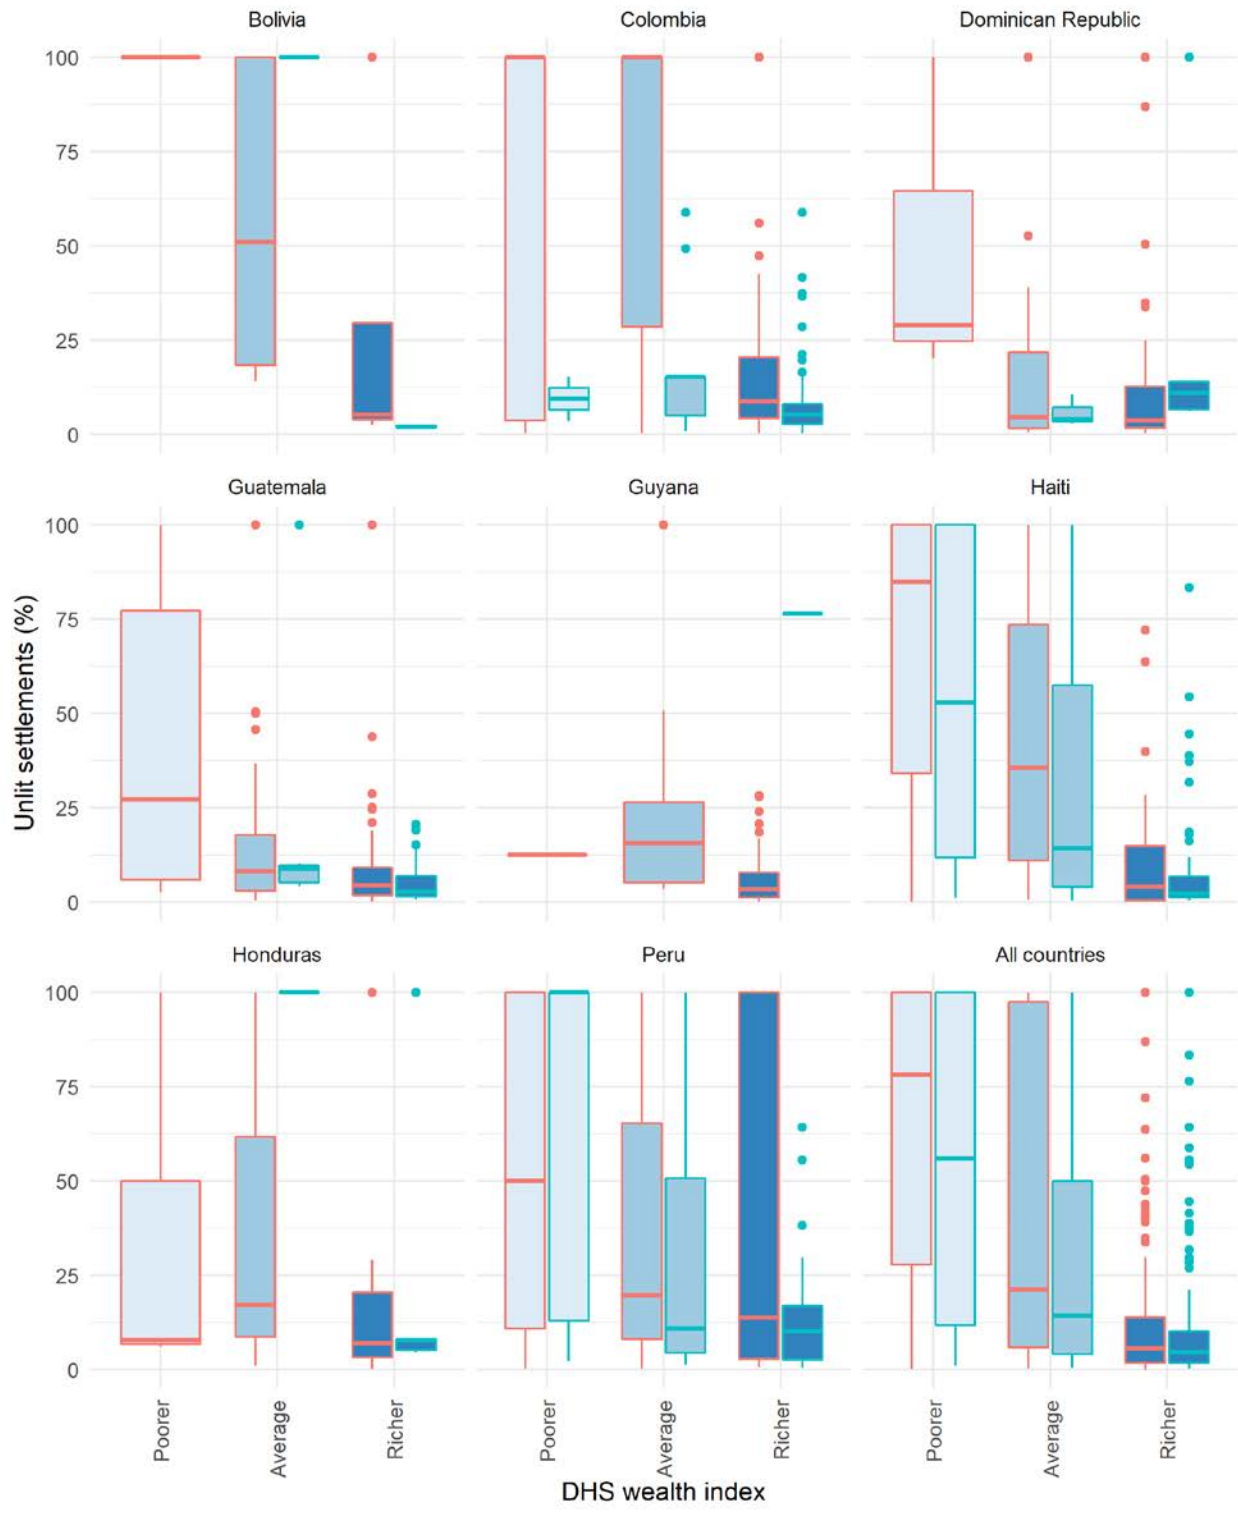 Bolivia
Colombia
Dominican Republic
100
75
50
25
0
Guatemala
Guyana
Haiti
100
75
50
25
0
Honduras
Peru
All countries
100
75
50
25
0
Unlit settlements (%)
Poorer
Average
Richer
Poorer
Average
Richer
Poorer
Average
Richer
DHS wealth index